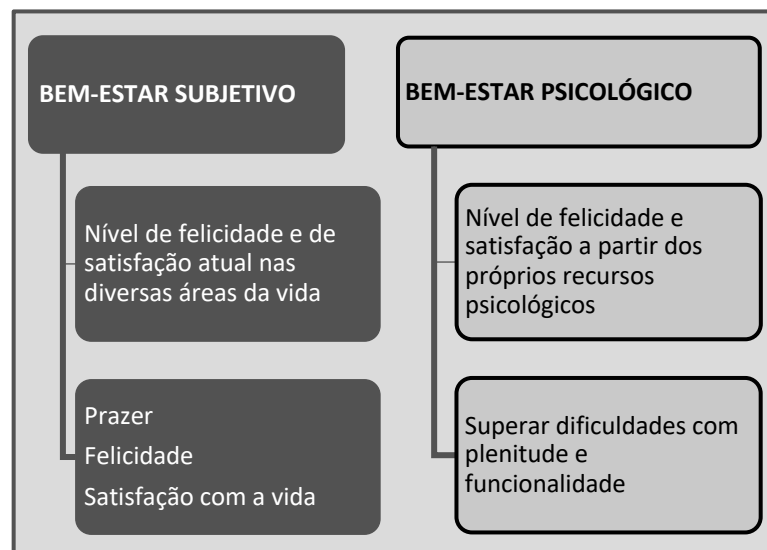 BEM-ESTAR SUBJETIVO
Nível de felicidade e de
satisfação atual nas
diversas áreas da vida
Prazer
Felicidade
Satisfação com a vida
BEM-ESTAR PSICOLÓGICO
Nível de felicidade e
satisfação a partir dos
próprios recursos
psicológicos
Superar dificuldades com
plenitude e
funcionalidade